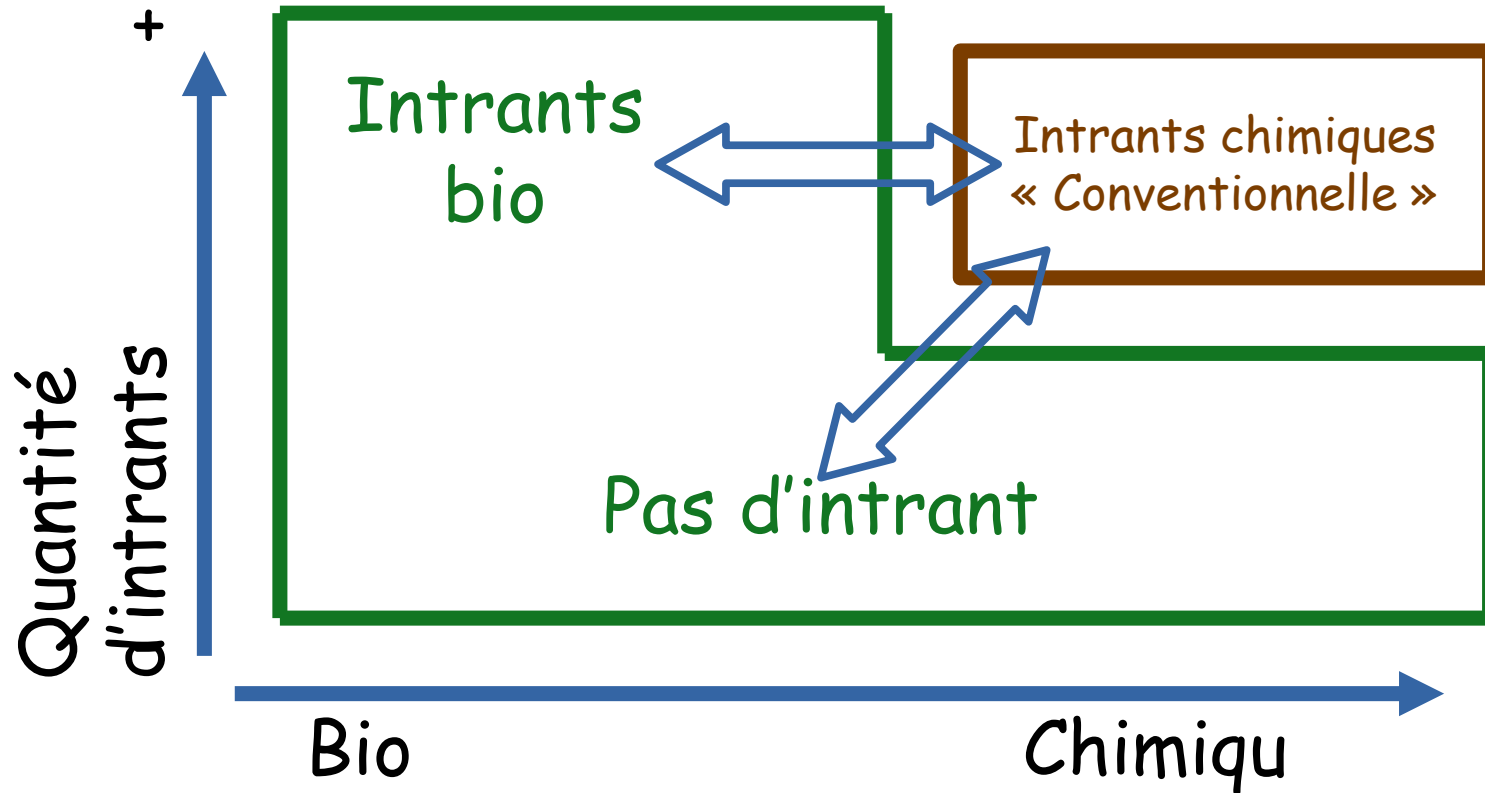 +
Quantité
d'intrants
Intrants
bio
Intrants chimiques
« Conventionnelle »
Pas d'intrant
Bio
Chimiqu